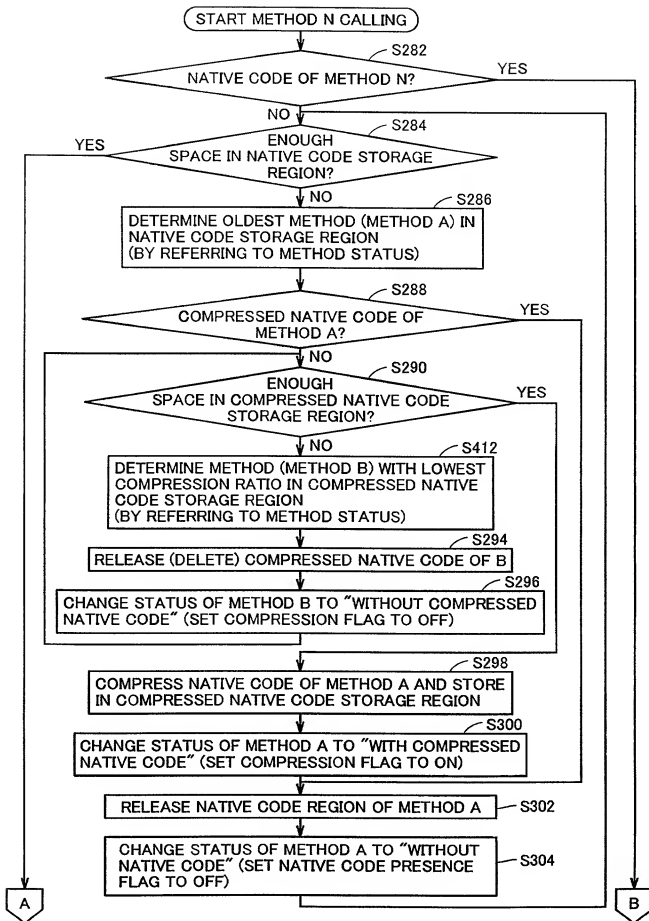 START METHOD N CALLING
S282
NATIVE CODE OF METHOD N?
YES
NO
S284
YES
ENOUGH
SPACE IN NATIVE CODE STORAGE
REGION?
NO
S286
DETERMINE OLDEST METHOD (METHOD A) IN
NATIVE CODE STORAGE REGION
(BY REFERRING TO METHOD STATUS)
S288
COMPRESSED NATIVE CODE OF
METHOD A?
YES
NO
S290
ENOUGH
SPACE IN COMPRESSED NATIVE CODE
STORAGE REGION?
YES
NO
S412
DETERMINE METHOD (METHOD B) WITH LOWEST
COMPRESSION RATIO IN COMPRESSED NATIVE
CODE STORAGE REGION
(BY REFERRING TO METHOD STATUS)
S294
RELEASE (DELETE) COMPRESSED NATIVE CODE OF B
S296
CHANGE STATUS OF METHOD B TO "WITHOUT COMPRESSED
NATIVE CODE" (SET COMPRESSION FLAG TO OFF)
S298
COMPRESS NATIVE CODE OF METHOD A AND STORE
IN COMPRESSED NATIVE CODE STORAGE REGION
S300
CHANGE STATUS OF METHOD A TO "WITH COMPRESSED
NATIVE CODE" (SET COMPRESSION FLAG TO ON)
RELEASE NATIVE CODE REGION OF METHOD A
S302
CHANGE STATUS OF METHOD A TO "WITHOUT
NATIVE CODE" (SET NATIVE CODE PRESENCE
FLAG TO OFF)
S304
A
B